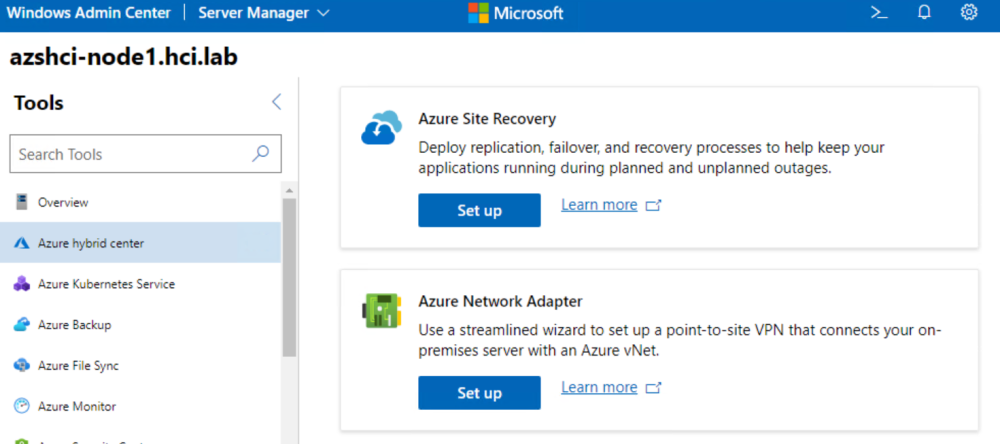 Windows Admin Center | Server Manager
Microsoft
azshci-node1.hci.lab
Tools
Search Tools
Overview
Azure hybrid center
Azure Kubernetes Service
Azure Backup
Azure File Sync
Azure Monitor
Azure Site Recovery
Deploy replication, failover, and recovery processes to help keep your
applications running during planned and unplanned outages.
Set up
Learn more
Azure Network Adapter
Use a streamlined wizard to set up a point-to-site VPN that connects your on-
premises server with an Azure vNet.
Set up
Learn more